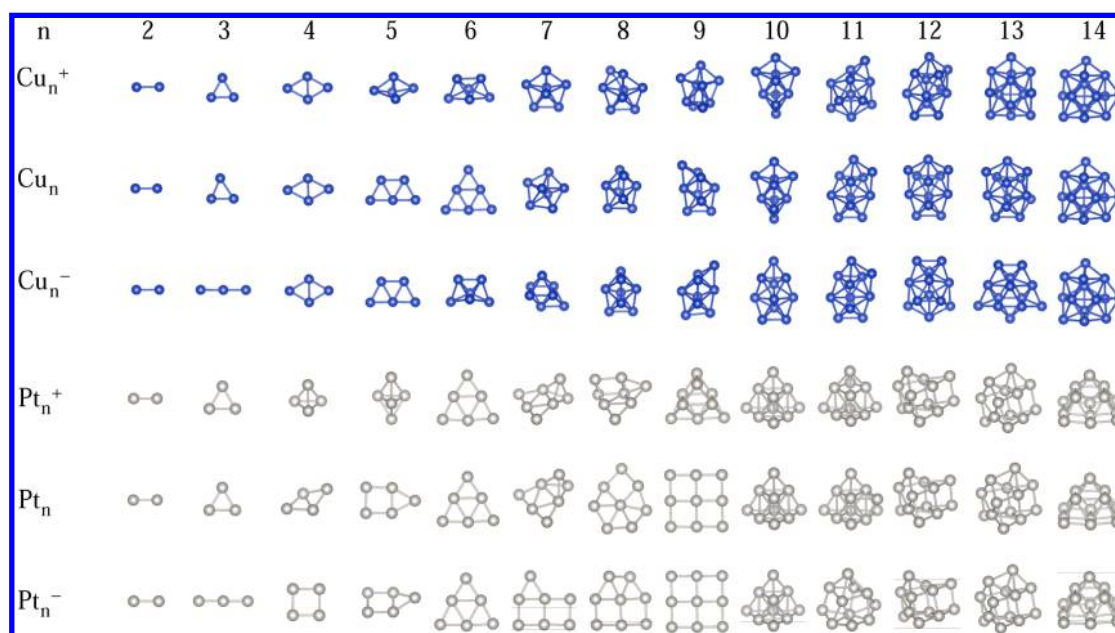 n 2 3 4 5 6 7 8 9 10 11 12 13 14
Cuₙ⁺
Cuₙ
Cuₙ⁻
Ptₙ⁺
Ptₙ
Ptₙ⁻